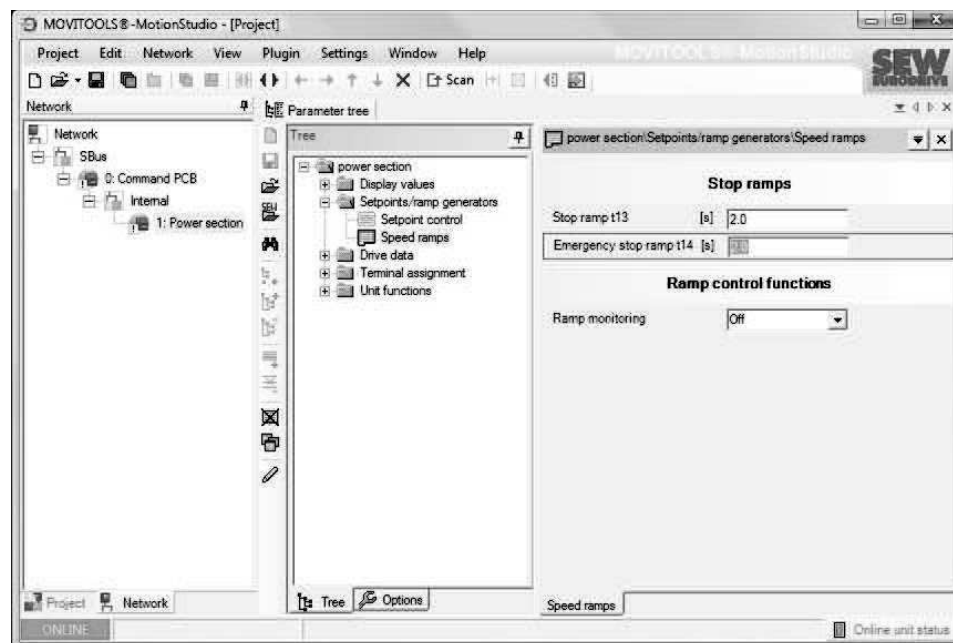 MOVITOOLS®-MotionStudio - [Project]
Project Edit Network View Plugin Settings Window Help
MOVITOOLS®-MotionStudio
SEW
EURODRIVE
Scan
Network
Parameter tree
Network
SBus
0: Command PCB
Internal
1: Power section
Tree
power section
Display values
Setpoints/ramp generators
Setpoint control
Speed ramps
Drive data
Terminal assignment
Unit functions
power section\Setpoints/ramp generators\Speed ramps
Stop ramps
Stop ramp t13 [s] 2.0
Emergency stop ramp t14 [s]
Ramp control functions
Ramp monitoring Off
Project Network
Tree Options
Speed ramps
ONLINE
Online unit status